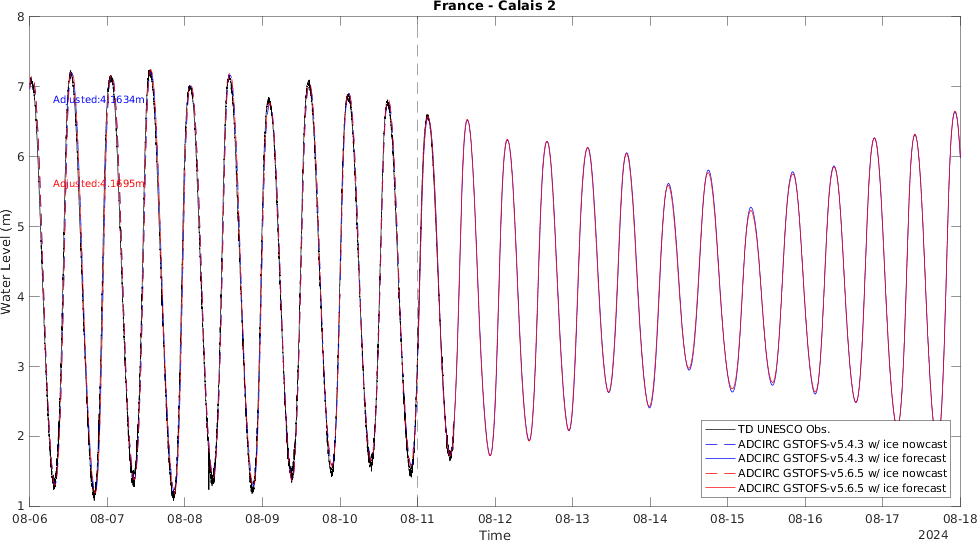 France - Calais 2
8
7
6
5
4
3
2
1
Water Level (m)
Adjusted:4.1634m
Adjusted:4.1695m
TD UNESCO Obs.
ADCIRC GSTOFS-v5.4.3 w/ ice nowcast
ADCIRC GSTOFS-v5.4.3 w/ ice forecast
ADCIRC GSTOFS-v5.6.5 w/ ice nowcast
ADCIRC GSTOFS-v5.6.5 w/ ice forecast
08-06 08-07 08-08 08-09 08-10 08-11 08-12 08-13 08-14 08-15 08-16 08-17 08-18
Time
2024